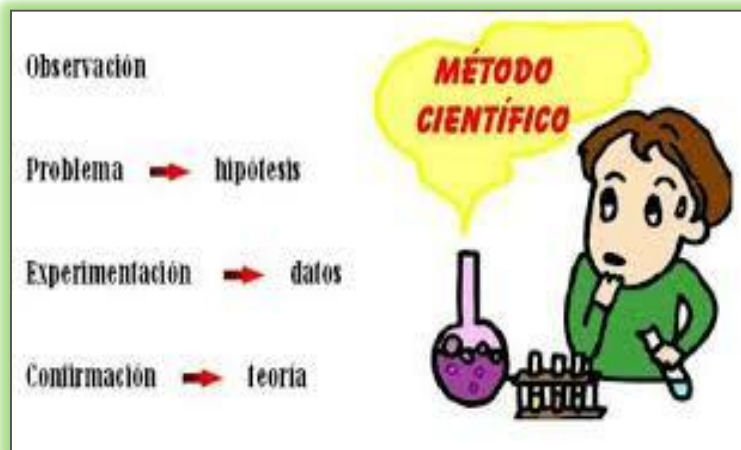 Observación
Problema → hipótesis
Experimentación → datos
Confirmación → teoría
MÉTODO
CIENTÍFICO